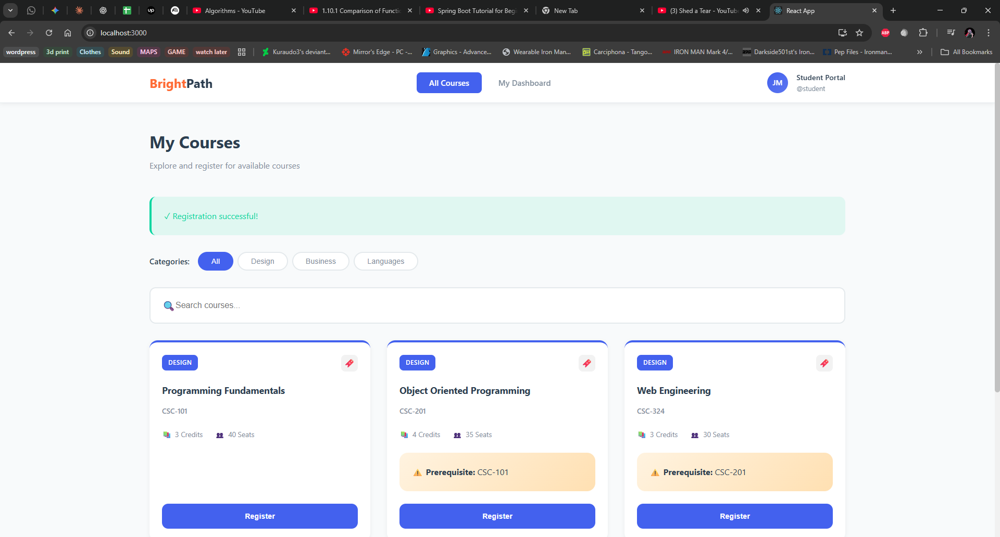 Algorithms - YouTube
1.10.1 Comparison of Functi
Spring Boot Tutorial for Beg
New Tab
(3) Shed a Tear - YouTube
React App
localhost:3000
ABP
wordpress
3d print
Clothes
Sound
MAPS
GAME
watch later
Kuraudo3's deviant...
Mirror's Edge - PC -...
Graphics - Advance...
Wearable Iron Man...
Carciphona - Tango...
IRON MAN Mark 4/...
Darkside501st's Iron...
Pep Files - Ironman...
All Bookmarks
BrightPath
All Courses
My Dashboard
JM
Student Portal
@student
My Courses
Explore and register for available courses
✓ Registration successful!
Categories:
All
Design
Business
Languages
Search courses...
DESIGN
Programming Fundamentals
CSC-101
3 Credits
40 Seats
Register
DESIGN
Object Oriented Programming
CSC-201
4 Credits
35 Seats
Prerequisite: CSC-101
Register
DESIGN
Web Engineering
CSC-324
3 Credits
30 Seats
Prerequisite: CSC-201
Register